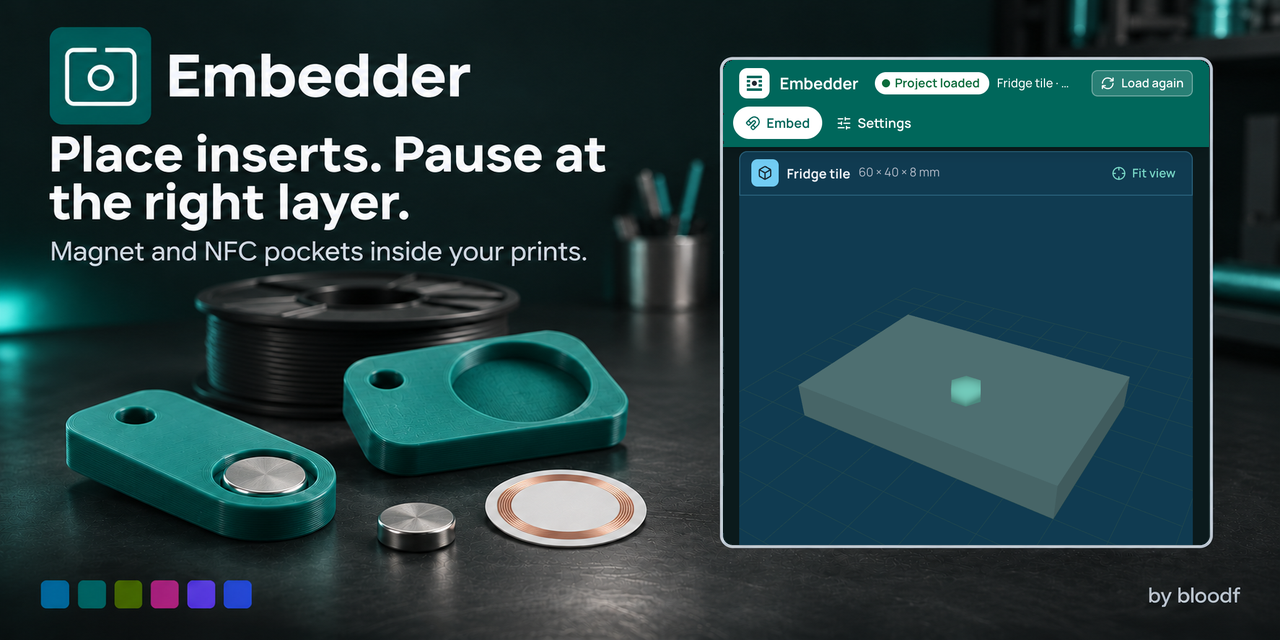 Embedder
Place inserts. Pause at
the right layer.
Magnet and NFC pockets inside your prints.
Embedder
Project loaded
Fridge tile · ...
Load again
Embed
Settings
Fridge tile
60 × 40 × 8 mm
Fit view
by bloodf